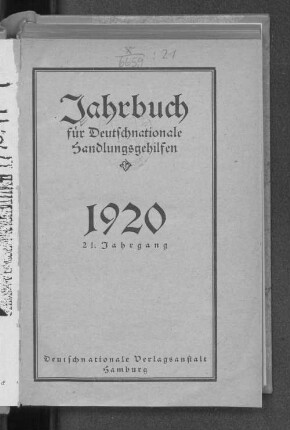 Jahrbuch
für Deutschnationale
Handlungsgehilfen
1920
21. Jahrgang
Deutschnationale Verlagsanstalt
Hamburg